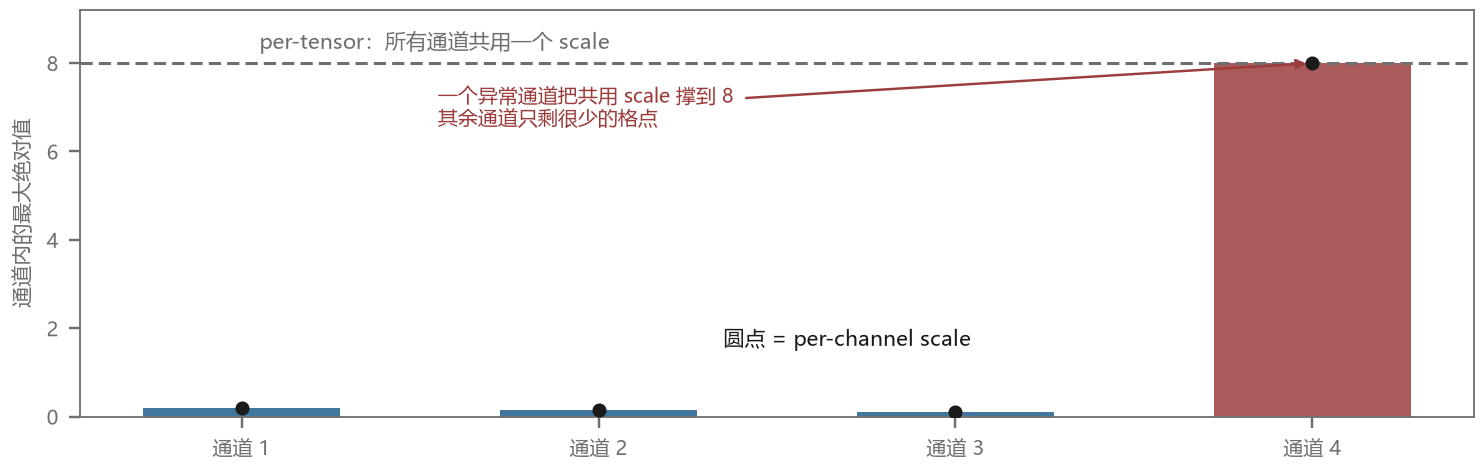 per-tensor：所有通道共用一个 scale
一个异常通道把共用 scale 撑到 8
其余通道只剩很少的格点
圆点 = per-channel scale
通道内的最大绝对值
8
6
4
2
0
通道 1
通道 2
通道 3
通道 4